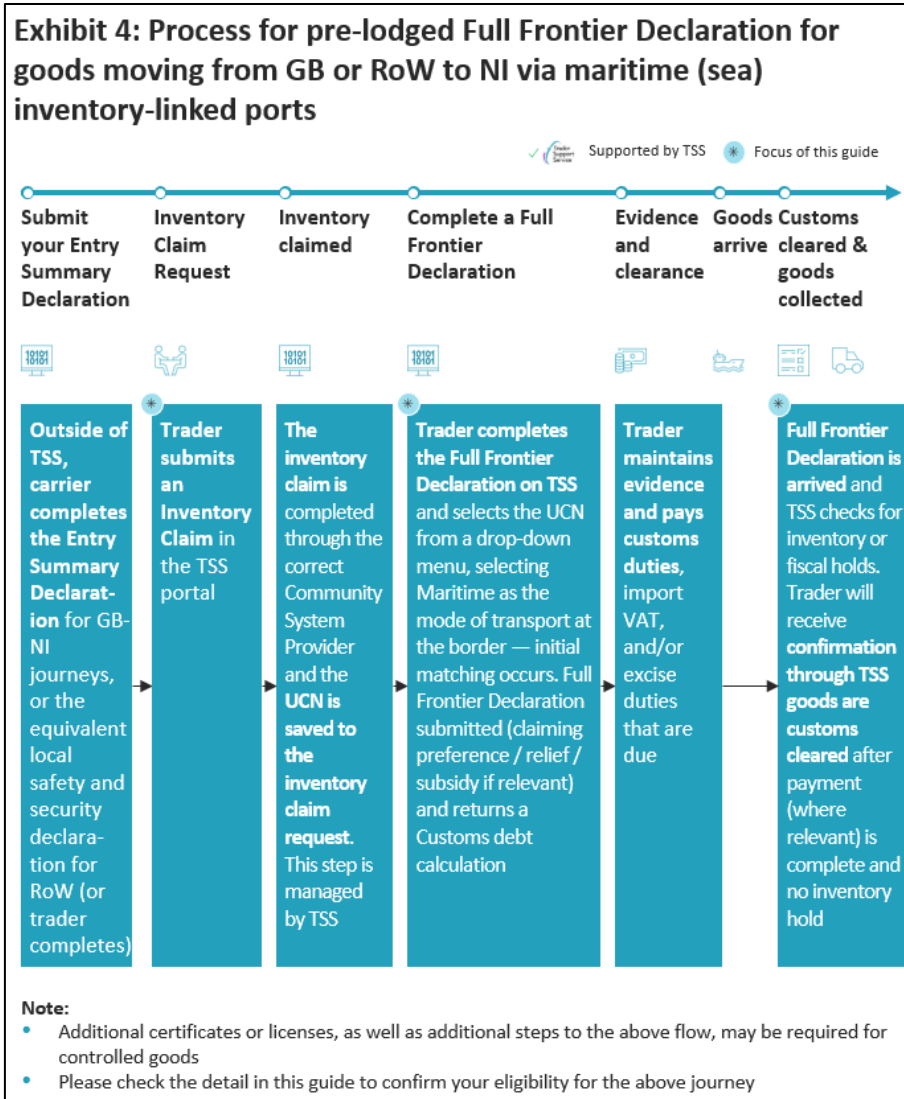 Exhibit 4: Process for pre-lodged Full Frontier Declaration for
goods moving from GB or RoW to NI via maritime (sea)
inventory-linked ports
Trader
Support
Service
Supported by TSS
Focus of this guide
Submit
your Entry
Summary
Declaration
Inventory
Claim
Request
Inventory
claimed
Complete a Full
Frontier
Declaration
Evidence
and
clearance
Goods
arrive
Customs
cleared &
goods
collected
10101
18181
10101
18181
10101
18181
Outside of
TSS,
carrier
completes
the Entry
Summary
Declarat-
ion for GB-
NI
journeys,
or the
equivalent
local
safety and
security
declara-
tion for
RoW (or
trader
completes)
Trader
submits
an
Inventory
Claim in
the TSS
portal
The
inventory
claim is
completed
through the
correct
Community
System
Provider
and the
UCN is
saved to
the
inventory
claim
request.
This step is
managed
by TSS
Trader completes
the Full Frontier
Declaration on TSS
and selects the UCN
from a drop-down
menu, selecting
Maritime as the
mode of transport at
the border — initial
matching occurs. Full
Frontier Declaration
submitted (claiming
preference / relief /
subsidy if relevant)
and returns a
Customs debt
calculation
Trader
maintains
evidence
and pays
customs
duties,
import
VAT,
and/or
excise
duties
that are
due
Full Frontier
Declaration is
arrived and
TSS checks for
inventory or
fiscal holds.
Trader will
receive
confirmation
through TSS
goods are
customs
cleared after
payment
(where
relevant) is
complete and
no inventory
hold
Note:
• Additional certificates or licenses, as well as additional steps to the above flow, may be required for
controlled goods
• Please check the detail in this guide to confirm your eligibility for the above journey